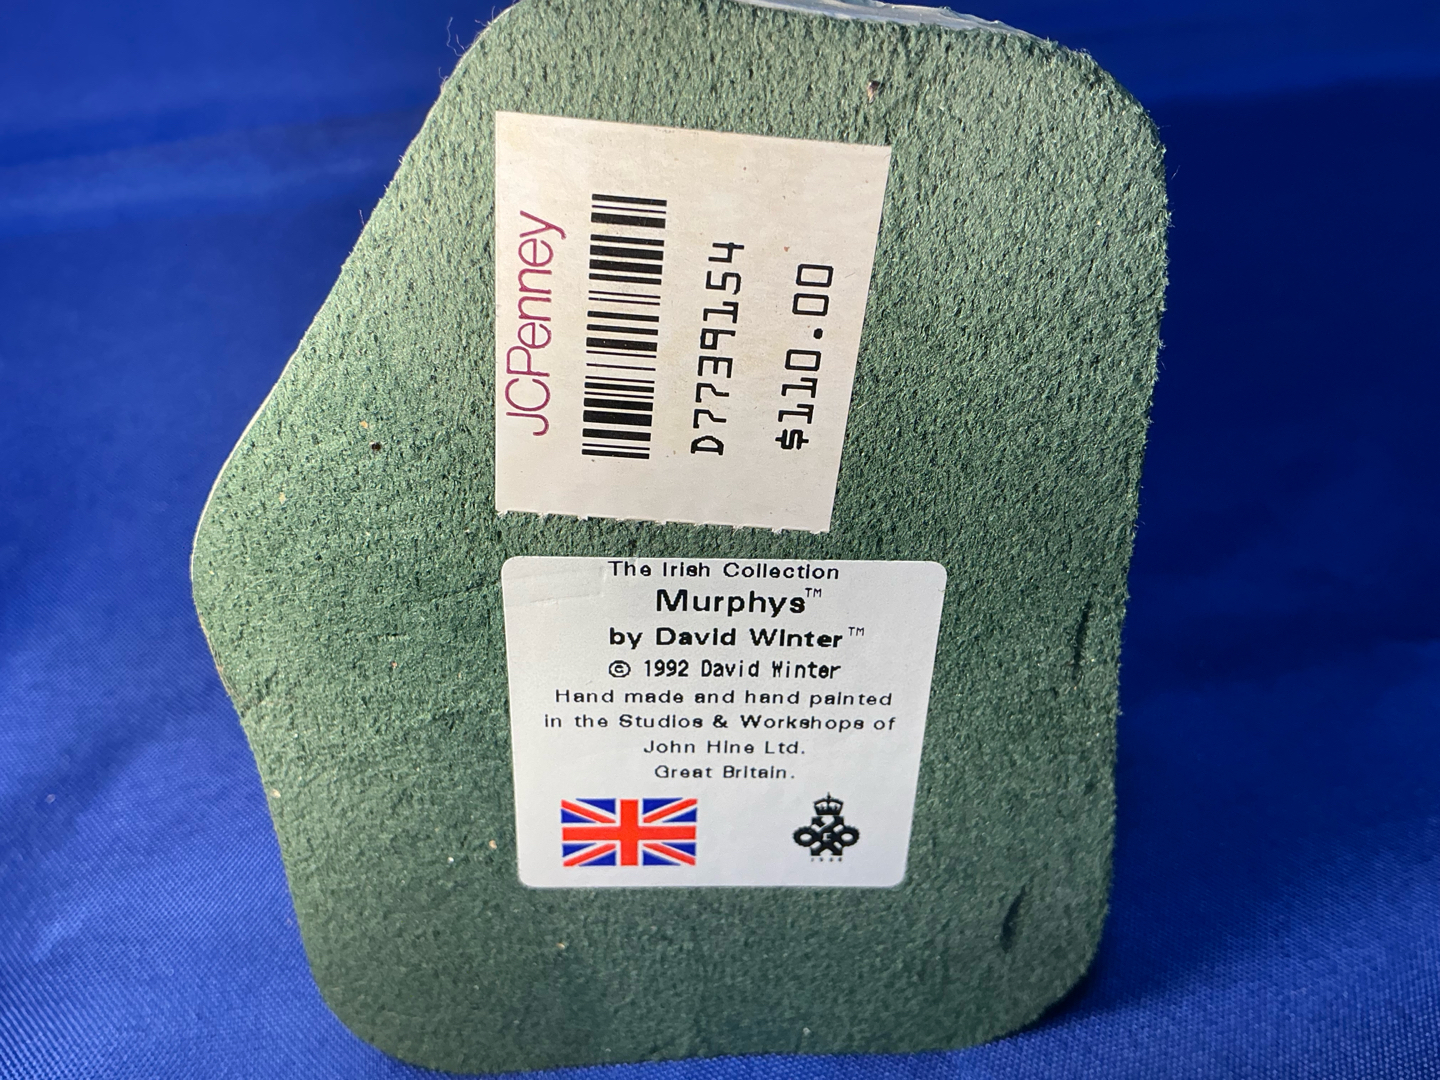 JCPenney
D7739154
$110.00
The Irish Collection
Murphys™
by David Winter™
© 1992 David Winter
Hand made and hand painted
in the Studios & Workshops of
John Hine Ltd.
Great Britain.